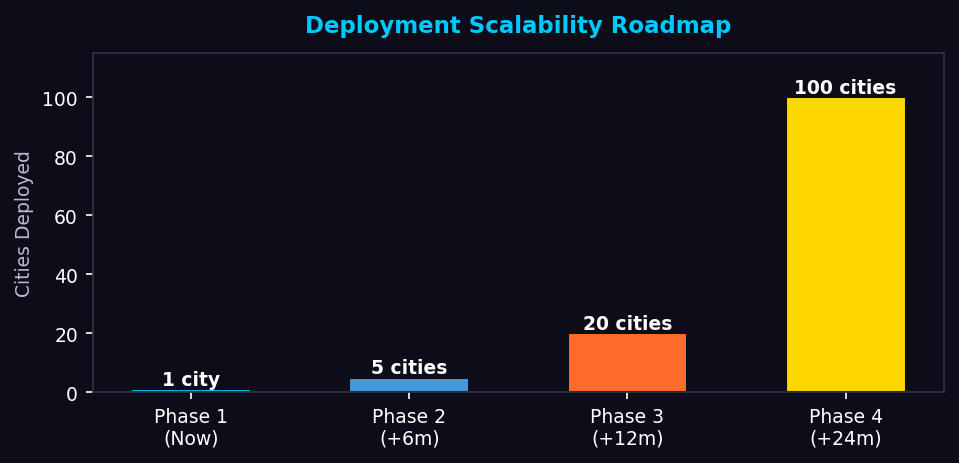 Deployment Scalability Roadmap
Cities Deployed
100
80
60
40
20
0
1 city
5 cities
20 cities
100 cities
Phase 1
(Now)
Phase 2
(+6m)
Phase 3
(+12m)
Phase 4
(+24m)